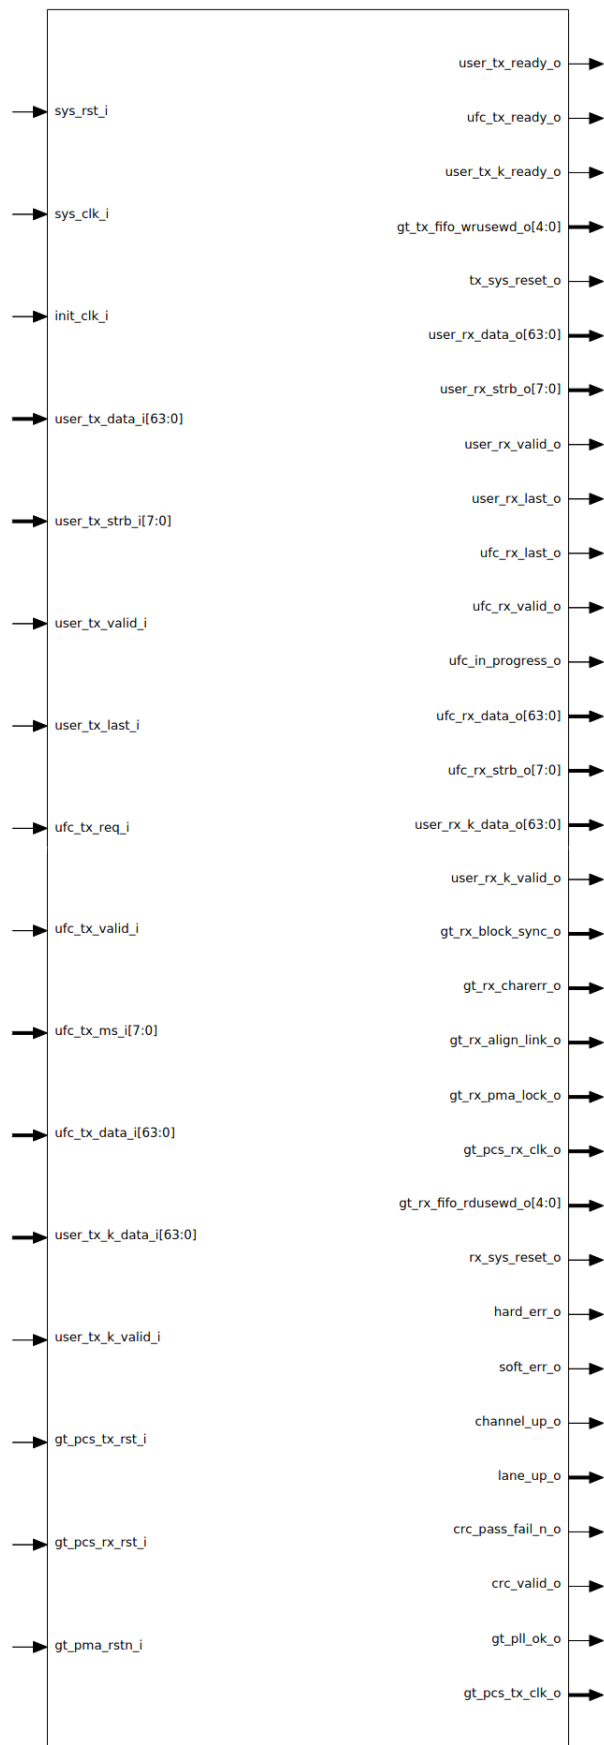 user_tx_ready_o
sys_rst_i
ufc_tx_ready_o
user_tx_k_ready_o
sys_clk_i
gt_tx_fifo_wrusewd_o[4:0]
tx_sys_reset_o
init_clk_i
user_rx_data_o[63:0]
user_rx_strb_o[7:0]
user_tx_data_i[63:0]
user_rx_valid_o
user_rx_last_o
user_tx_strb_i[7:0]
ufc_rx_last_o
ufc_rx_valid_o
user_tx_valid_i
ufc_in_progress_o
ufc_rx_data_o[63:0]
user_tx_last_i
ufc_rx_strb_o[7:0]
user_rx_k_data_o[63:0]
ufc_tx_req_i
user_rx_k_valid_o
ufc_tx_valid_i
gt_rx_block_sync_o
gt_rx_charerr_o
ufc_tx_ms_i[7:0]
gt_rx_align_link_o
gt_rx_pma_lock_o
ufc_tx_data_i[63:0]
gt_pcs_rx_clk_o
gt_rx_fifo_rdusewd_o[4:0]
user_tx_k_data_i[63:0]
rx_sys_reset_o
hard_err_o
user_tx_k_valid_i
soft_err_o
channel_up_o
gt_pcs_tx_rst_i
lane_up_o
crc_pass_fail_n_o
gt_pcs_rx_rst_i
crc_valid_o
gt_pll_ok_o
gt_pma_rstn_i
gt_pcs_tx_clk_o